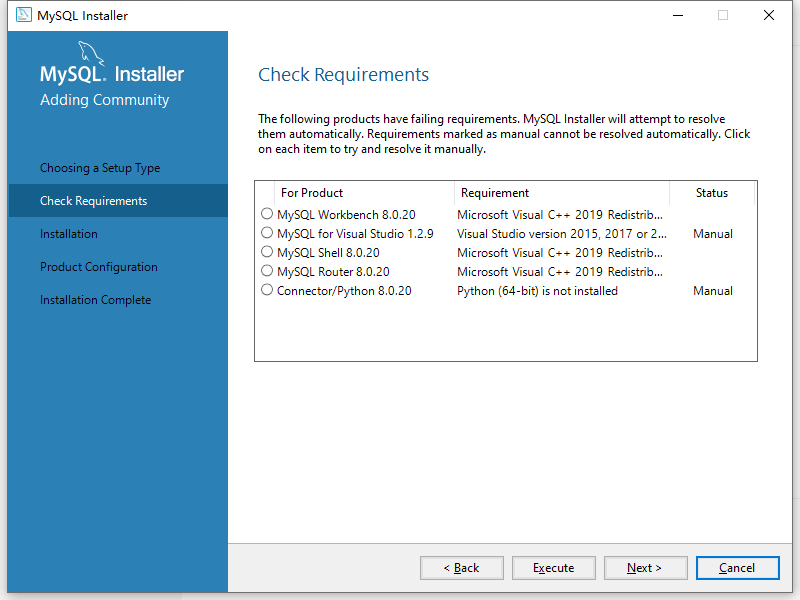 MySQL Installer
MySQL. Installer
Adding Community
Choosing a Setup Type
Check Requirements
Installation
Product Configuration
Installation Complete
Check Requirements
The following products have failing requirements. MySQL Installer will attempt to resolve
them automatically. Requirements marked as manual cannot be resolved automatically. Click
on each item to try and resolve it manually.
For Product Requirement Status
MySQL Workbench 8.0.20 Microsoft Visual C++ 2019 Redistrib...
MySQL for Visual Studio 1.2.9 Visual Studio version 2015, 2017 or 2... Manual
MySQL Shell 8.0.20 Microsoft Visual C++ 2019 Redistrib...
MySQL Router 8.0.20 Microsoft Visual C++ 2019 Redistrib...
Connector/Python 8.0.20 Python (64-bit) is not installed Manual
< Back Execute Next > Cancel